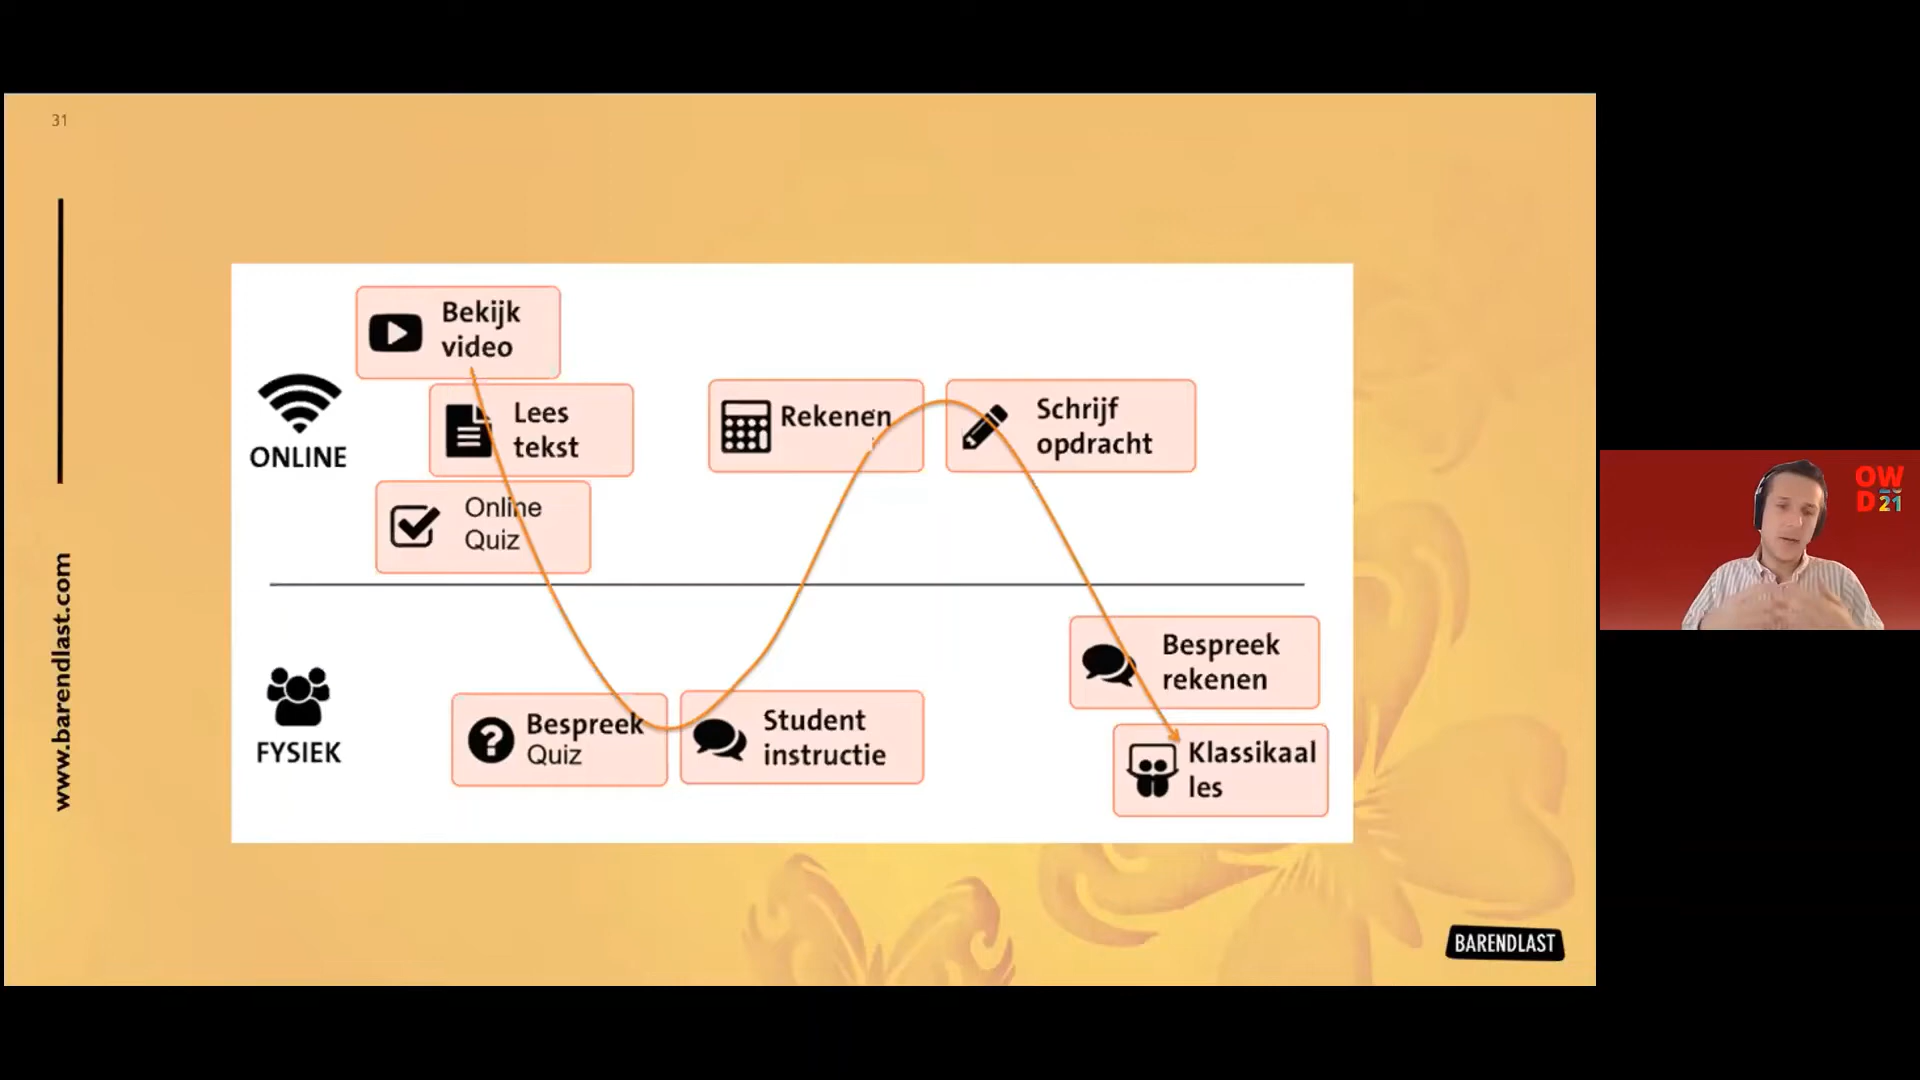 31
www.barendlast.com
ONLINE
Bekijk
video
Lees
tekst
Online
Quiz
Rekenen
Schrijf
opdracht
FYSIEK
Bespreek
Quiz
Student
instructie
Bespreek
rekenen
Klassikaal
les
BARENDLAST
OW
D21